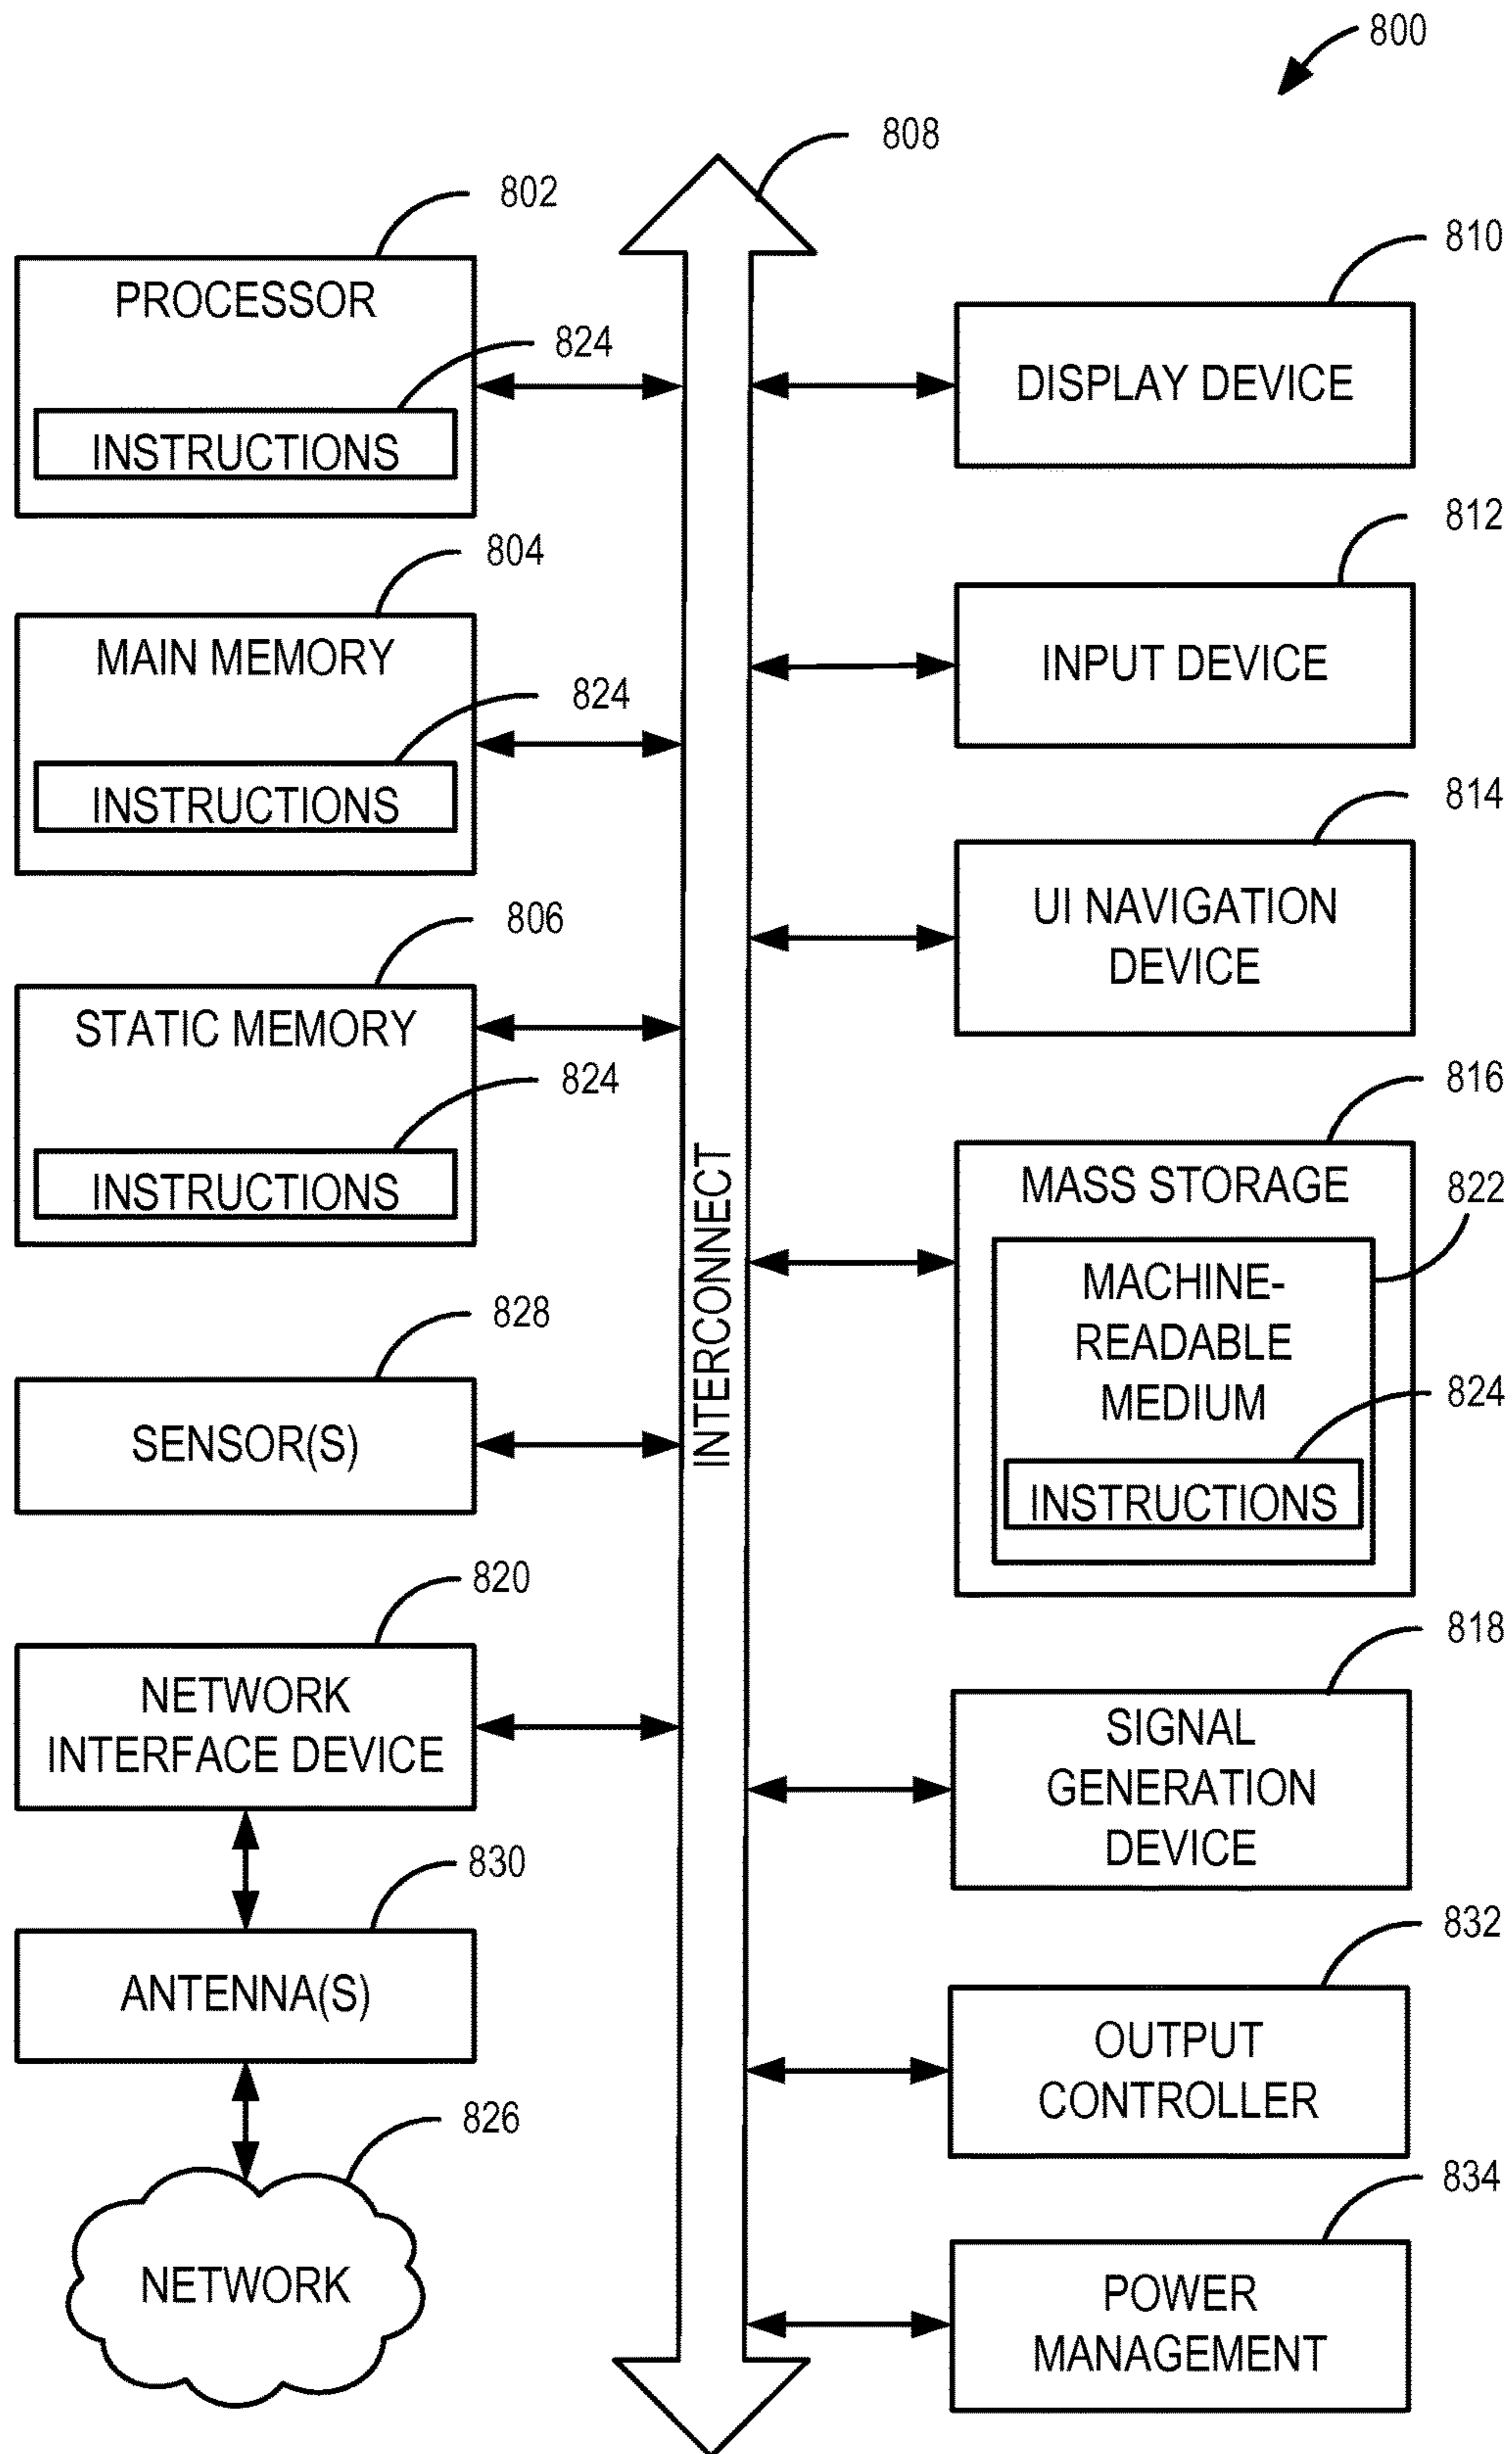 800
808
802
PROCESSOR
824
INSTRUCTIONS
804
MAIN MEMORY
824
INSTRUCTIONS
806
STATIC MEMORY
824
INSTRUCTIONS
828
SENSOR(S)
820
NETWORK
INTERFACE DEVICE
830
ANTENNA(S)
826
NETWORK
INTERCONNECT
810
DISPLAY DEVICE
812
INPUT DEVICE
814
UI NAVIGATION
DEVICE
816
MASS STORAGE
822
MACHINE-
READABLE
MEDIUM
824
INSTRUCTIONS
818
SIGNAL
GENERATION
DEVICE
832
OUTPUT
CONTROLLER
834
POWER
MANAGEMENT